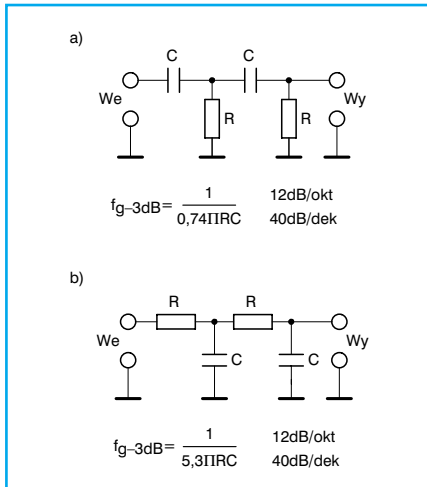 a)
C C
We Wy
R R
fg–3dB= 1 / 0,74ΠRC 12dB/okt
40dB/dek
b)
R R
We Wy
C C
fg–3dB= 1 / 5,3ΠRC 12dB/okt
40dB/dek